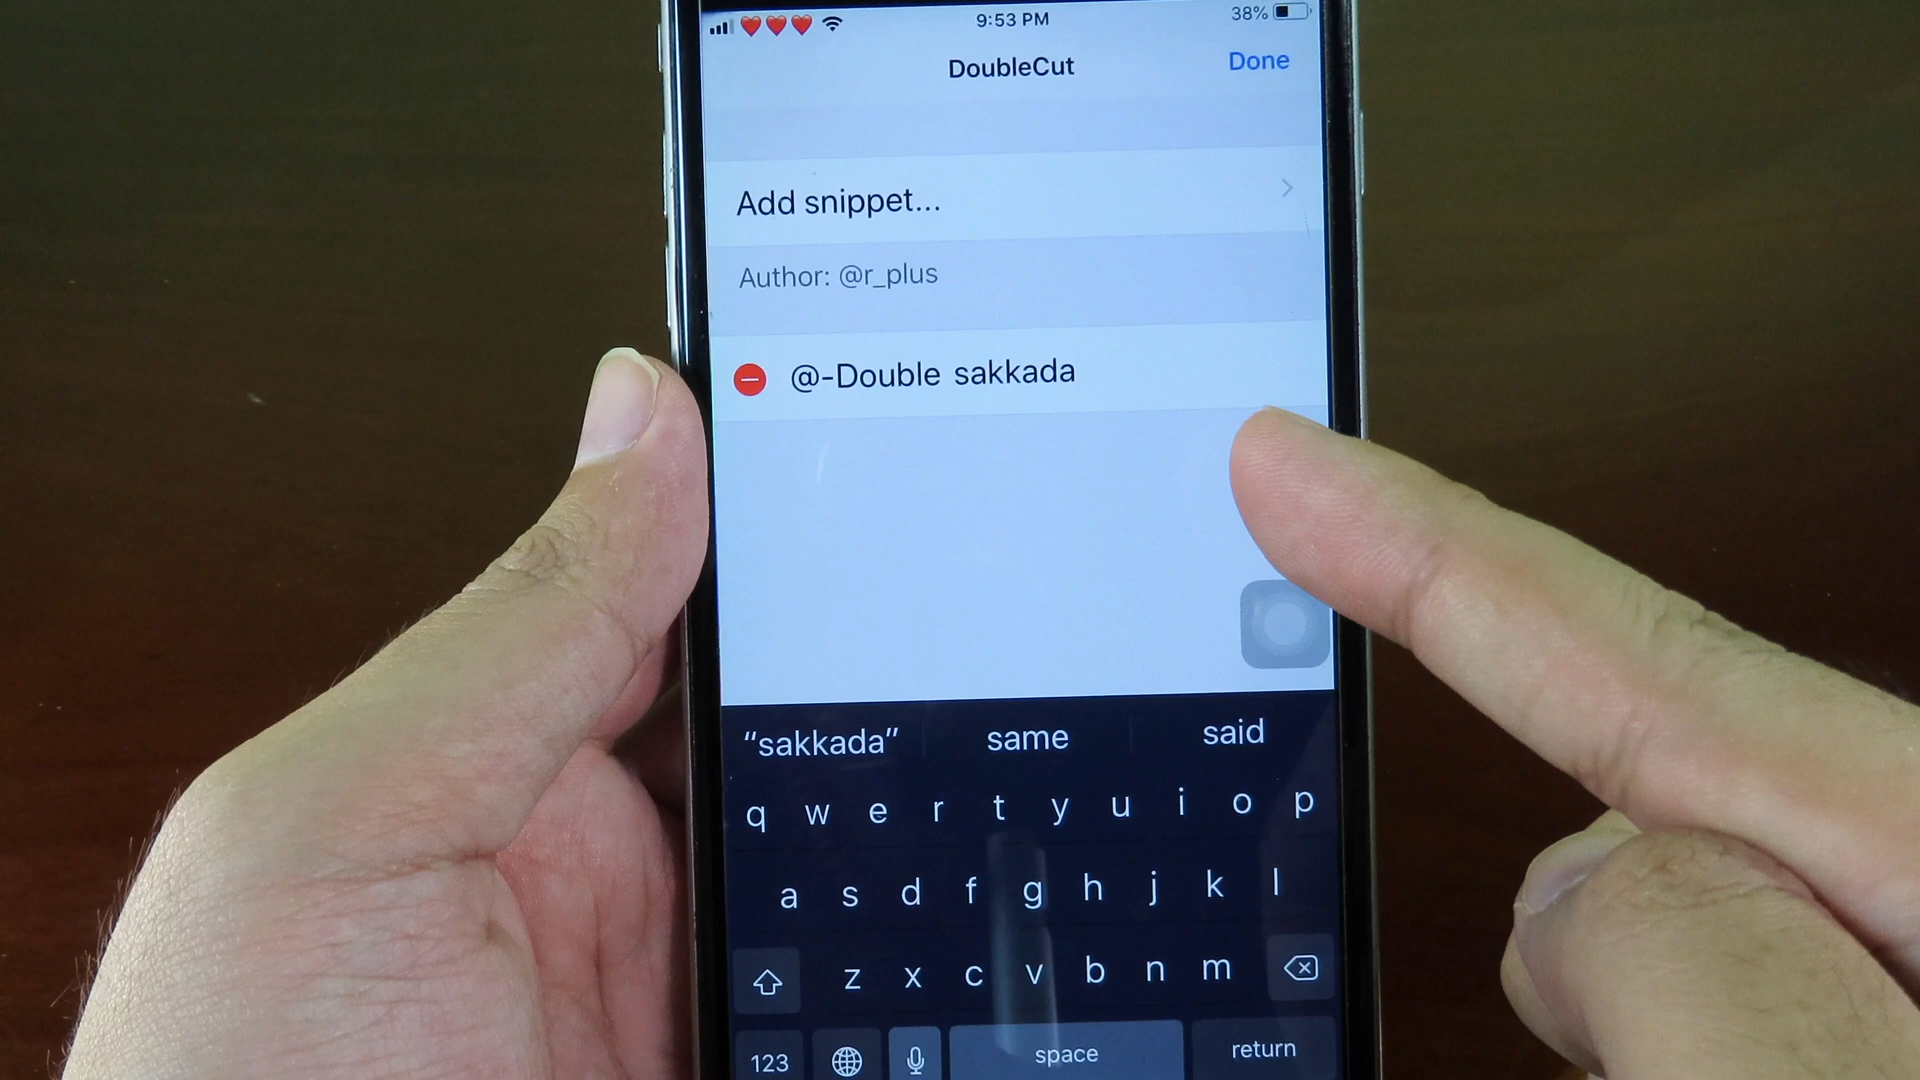 ❤️❤️❤️ 9:53 PM 38%
DoubleCut Done
Add snippet...
Author: @r_plus
@-Double sakkada
“sakkada” same said
q w e r t y u i o p
a s d f g h j k l
z x c v b n m
123 space return